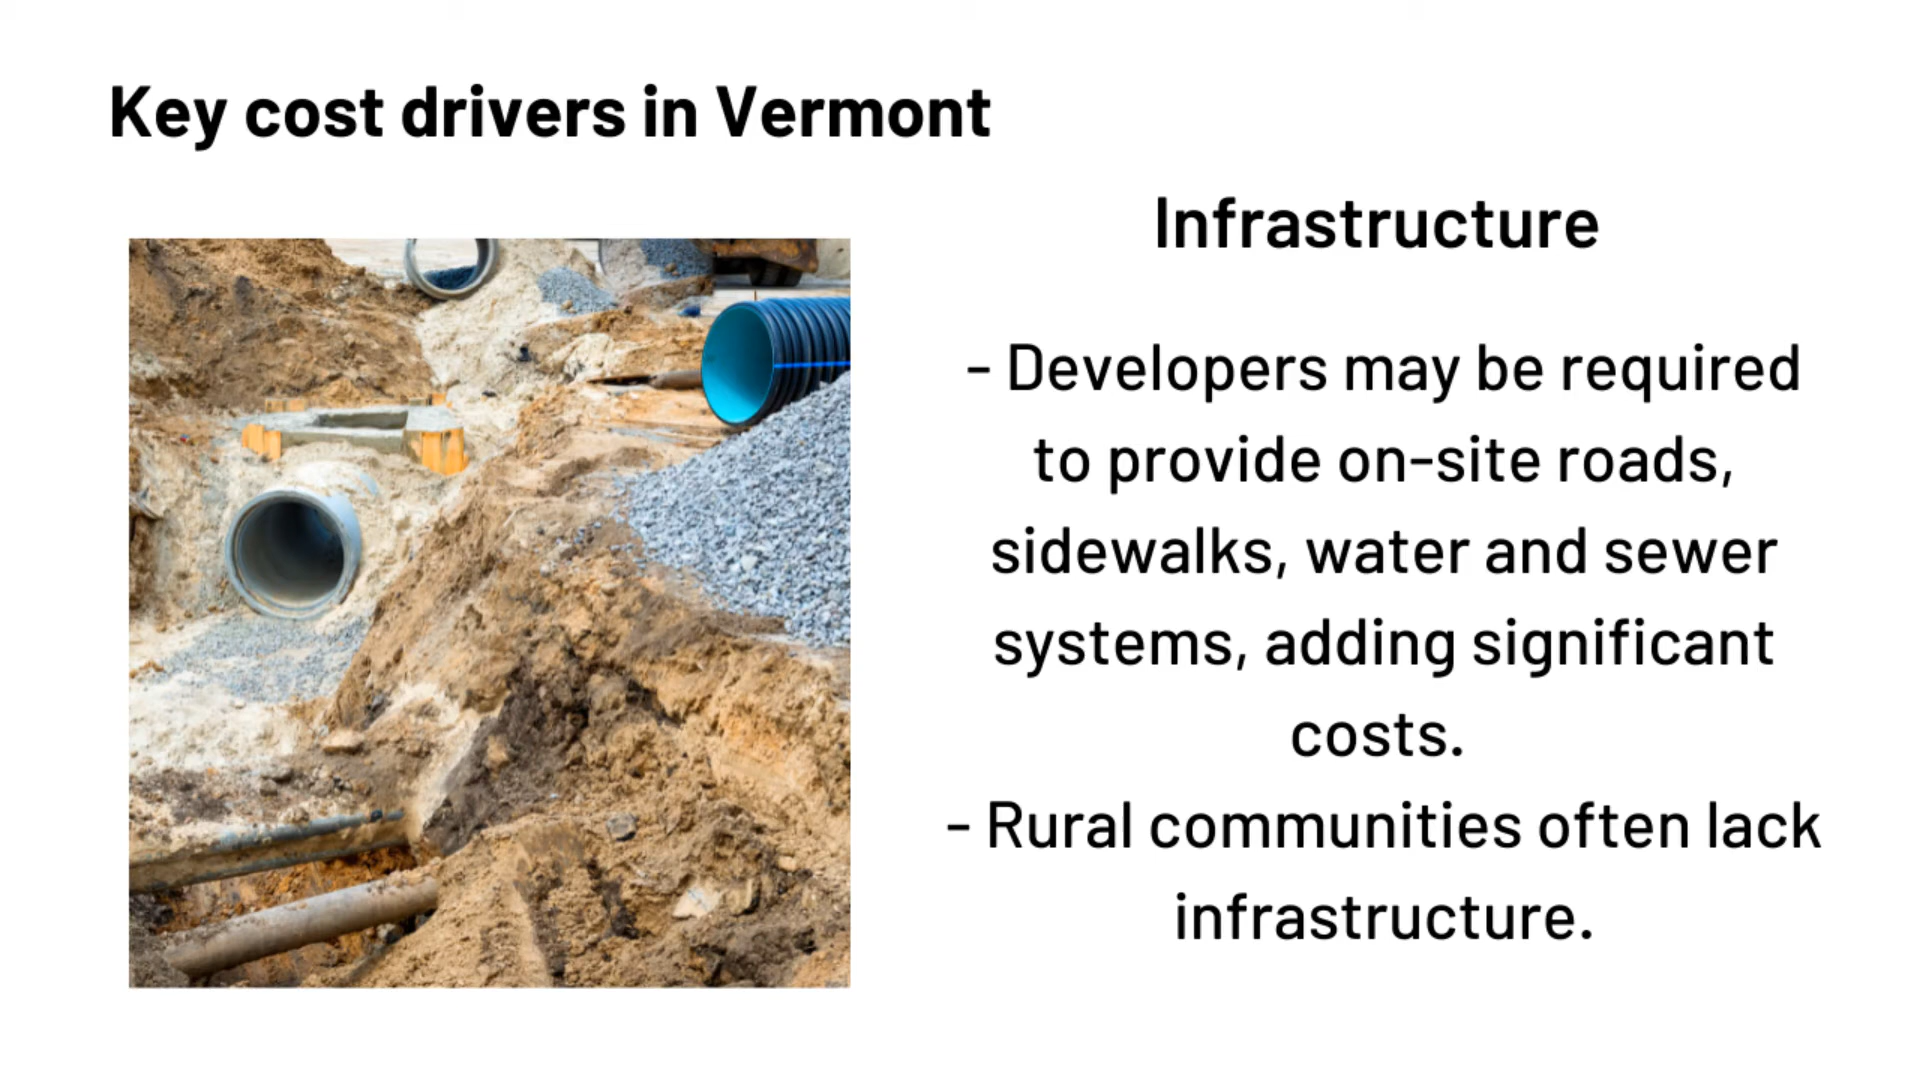 Key cost drivers in Vermont
Infrastructure
- Developers may be required
to provide on-site roads,
sidewalks, water and sewer
systems, adding significant
costs.
- Rural communities often lack
infrastructure.